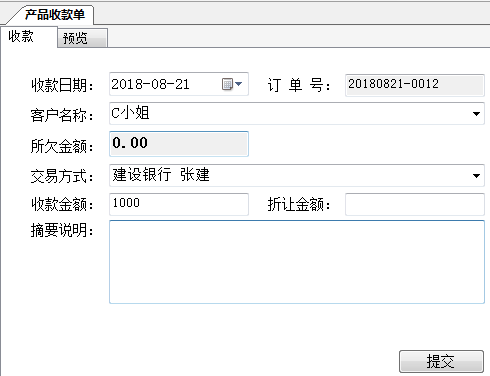 产品收款单
收款 预览
收款日期: 2018-08-21 订 单 号: 20180821-0012
客户名称: C小姐
所欠金额: 0.00
交易方式: 建设银行 张建
收款金额: 1000 折让金额:
摘要说明:
提交